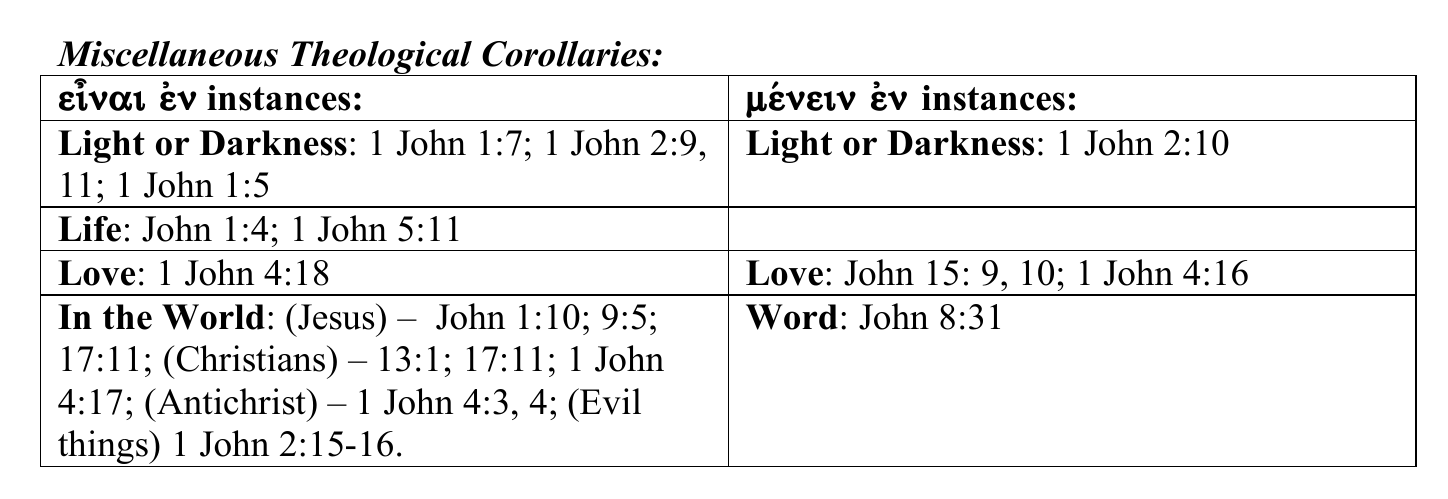 Miscellaneous Theological Corollaries:
εἶναι ἐν instances:
μένειν ἐν instances:
Light or Darkness: 1 John 1:7; 1 John 2:9,
11; 1 John 1:5
Light or Darkness: 1 John 2:10
Life: John 1:4; 1 John 5:11
Love: 1 John 4:18
Love: John 15: 9, 10; 1 John 4:16
In the World: (Jesus) – John 1:10; 9:5;
17:11; (Christians) – 13:1; 17:11; 1 John
4:17; (Antichrist) – 1 John 4:3, 4; (Evil
things) 1 John 2:15-16.
Word: John 8:31